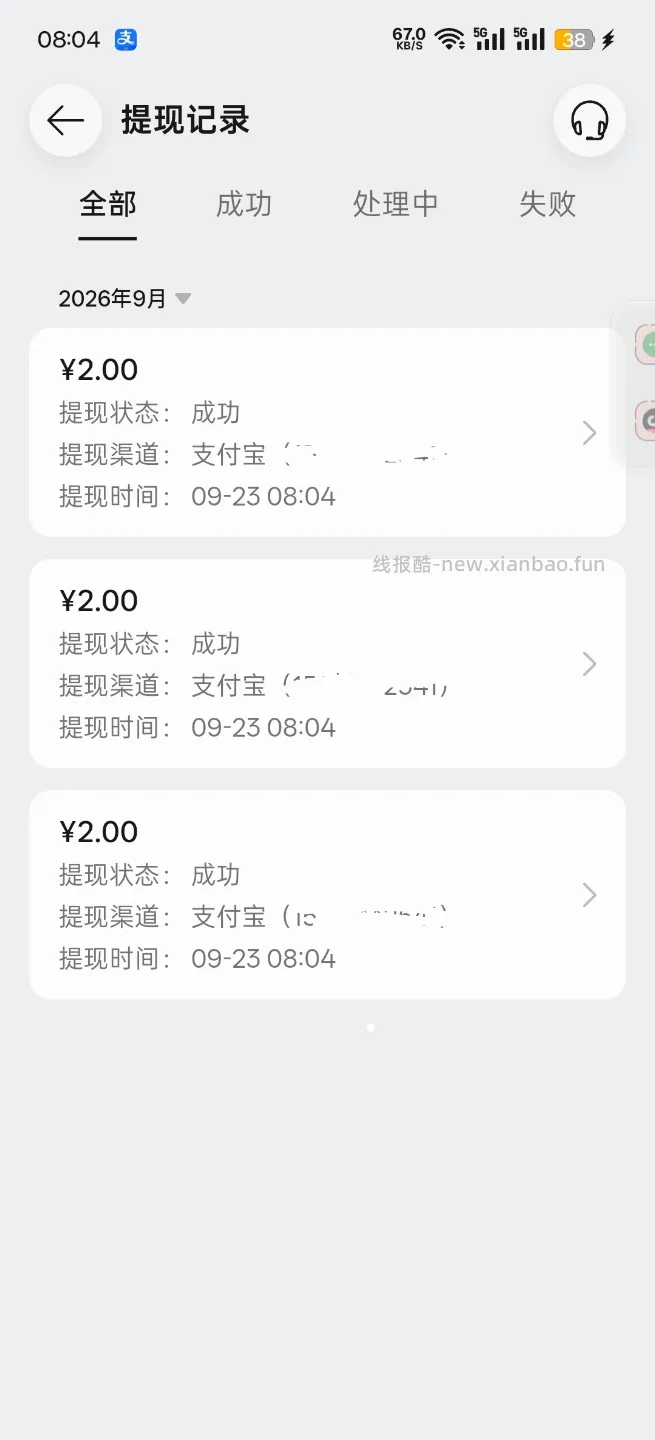 08:04
67.0
KB/S
5G
5G
38
提现记录
全部 成功 处理中 失败
2026年9月
¥2.00
提现状态： 成功
提现渠道： 支付宝（
提现时间： 09-23 08:04
线报酷-new.xianbao.fun
¥2.00
提现状态： 成功
提现渠道： 支付宝（
提现时间： 09-23 08:04
¥2.00
提现状态： 成功
提现渠道： 支付宝（
提现时间： 09-23 08:04